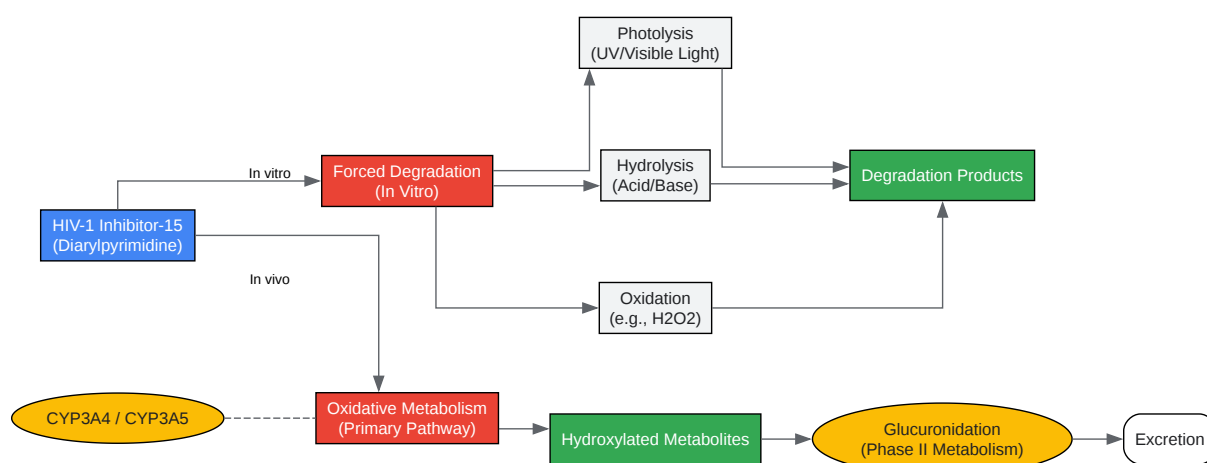 Photolysis
(UV/Visible Light)
In vitro
Forced Degradation
(In Vitro)
Hydrolysis
(Acid/Base)
Degradation Products
HIV-1 Inhibitor-15
(Diarylpyrimidine)
In vivo
Oxidation
(e.g., H2O2)
CYP3A4 / CYP3A5
Oxidative Metabolism
(Primary Pathway)
Hydroxylated Metabolites
Glucuronidation
(Phase II Metabolism)
Excretion